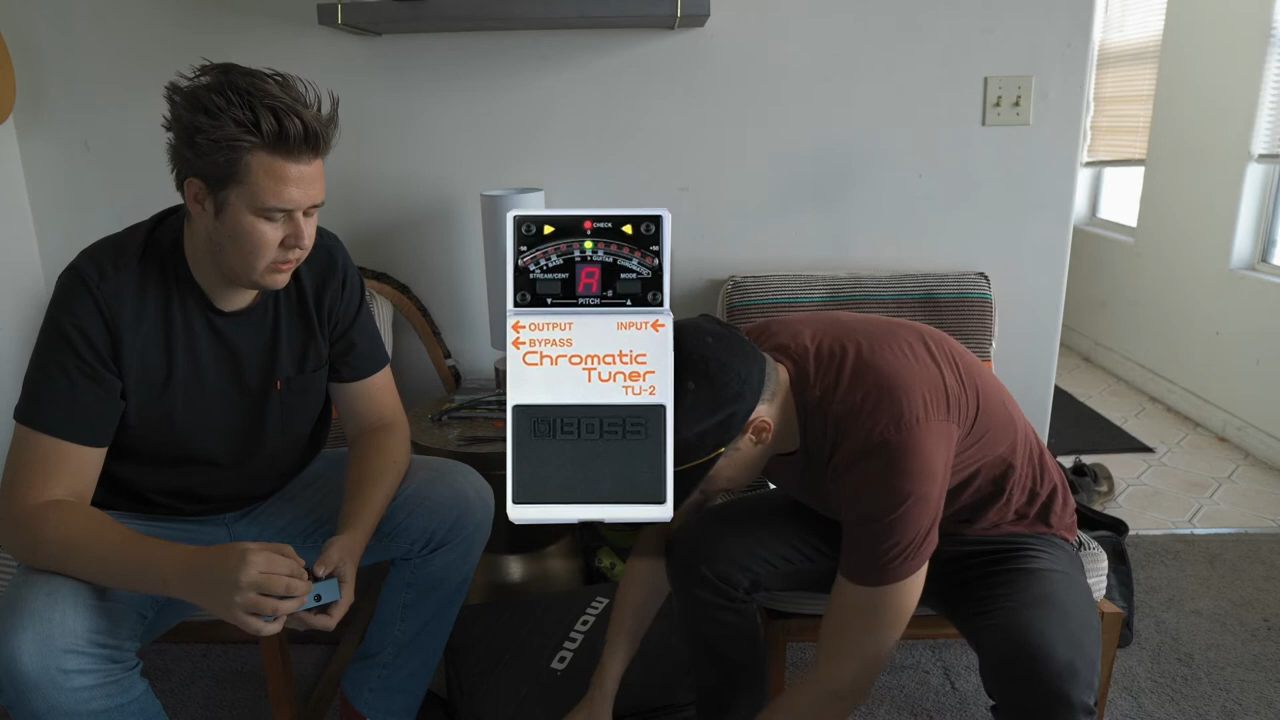 CHECK
0
-50
+50
BASS
GUITAR
CHROMATIC
STREAM/CENT
A
MODE
PITCH
OUTPUT
INPUT
BYPASS
Chromatic
Tuner
TU-2
BOSS
mono